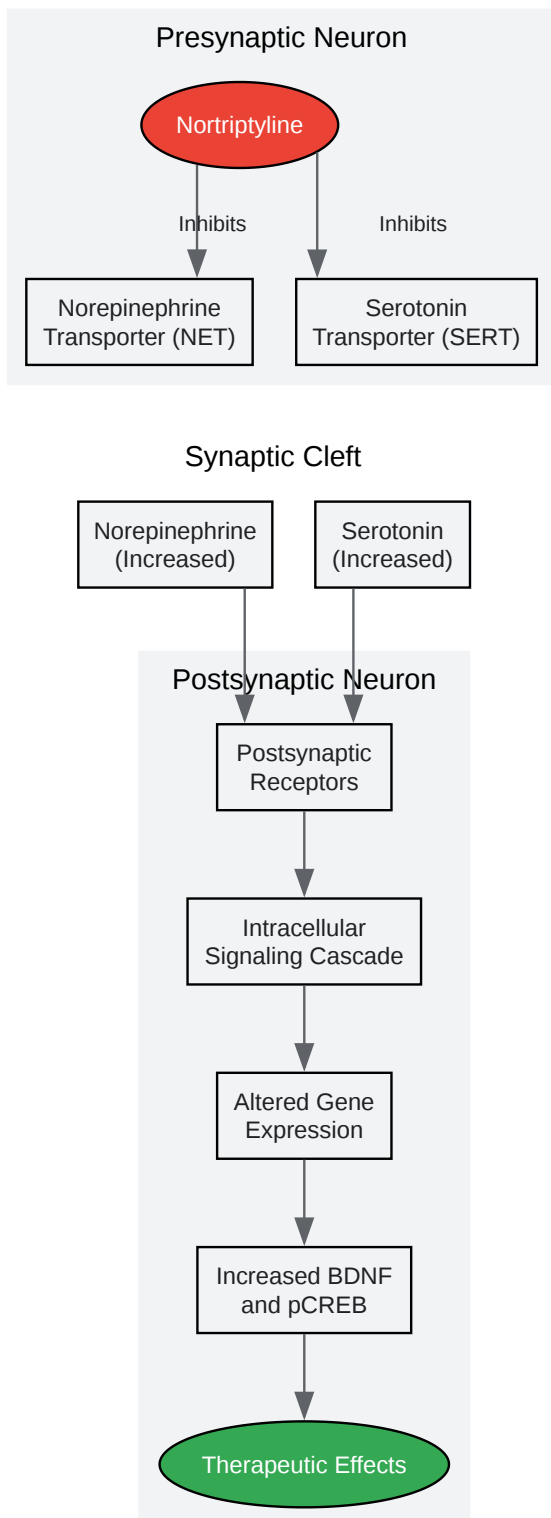 Presynaptic Neuron
Nortriptyline
Inhibits
Inhibits
Norepinephrine
Transporter (NET)
Serotonin
Transporter (SERT)
Synaptic Cleft
Norepinephrine
(Increased)
Serotonin
(Increased)
Postsynaptic Neuron
Postsynaptic
Receptors
Intracellular
Signaling Cascade
Altered Gene
Expression
Increased BDNF
and pCREB
Therapeutic Effects